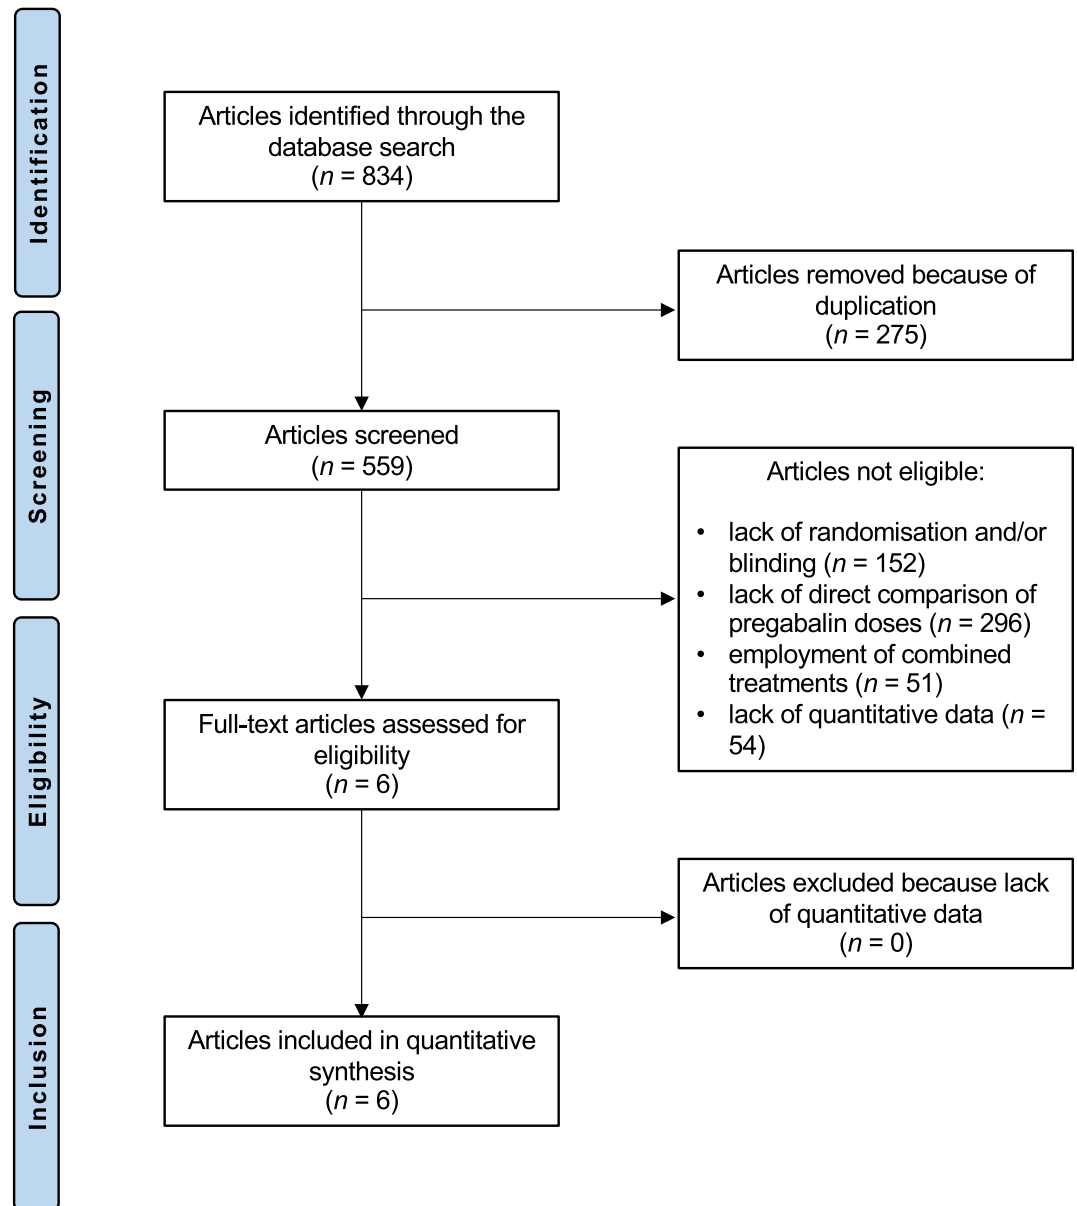 Identification
Articles identified through the
database search
(n = 834)
Articles removed because of
duplication
(n = 275)
Screening
Articles screened
(n = 559)
Articles not eligible:
• lack of randomisation and/or
blinding (n = 152)
• lack of direct comparison of
pregabalin doses (n = 296)
• employment of combined
treatments (n = 51)
• lack of quantitative data (n =
54)
Eligibility
Full-text articles assessed for
eligibility
(n = 6)
Articles excluded because lack
of quantitative data
(n = 0)
Inclusion
Articles included in quantitative
synthesis
(n = 6)